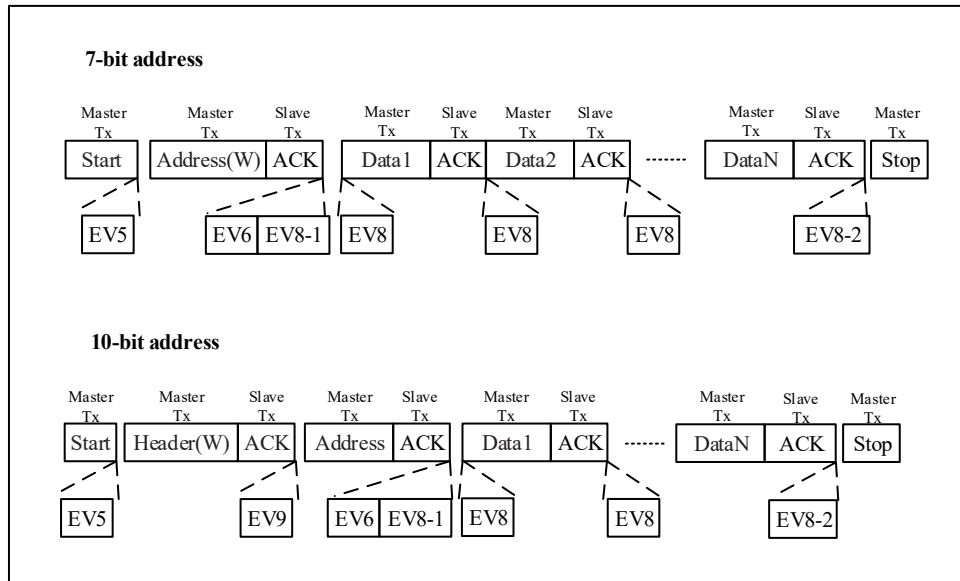 7-bit address
Master Master Slave Master Slave Master Slave Master Slave Master
Tx Tx Tx Tx Tx Tx Tx Tx Tx Tx
Start Address(W) ACK Data1 ACK Data2 ACK DataN ACK Stop
EV5 EV6 EV8-1 EV8 EV8 EV8 EV8-2
10-bit address
Master Master Slave Master Slave Master Slave Master Slave Master
Tx Tx Tx Tx Tx Tx Tx Tx Tx Tx
Start Header(W) ACK Address ACK Data1 ACK DataN ACK Stop
EV5 EV9 EV6 EV8-1 EV8 EV8 EV8-2